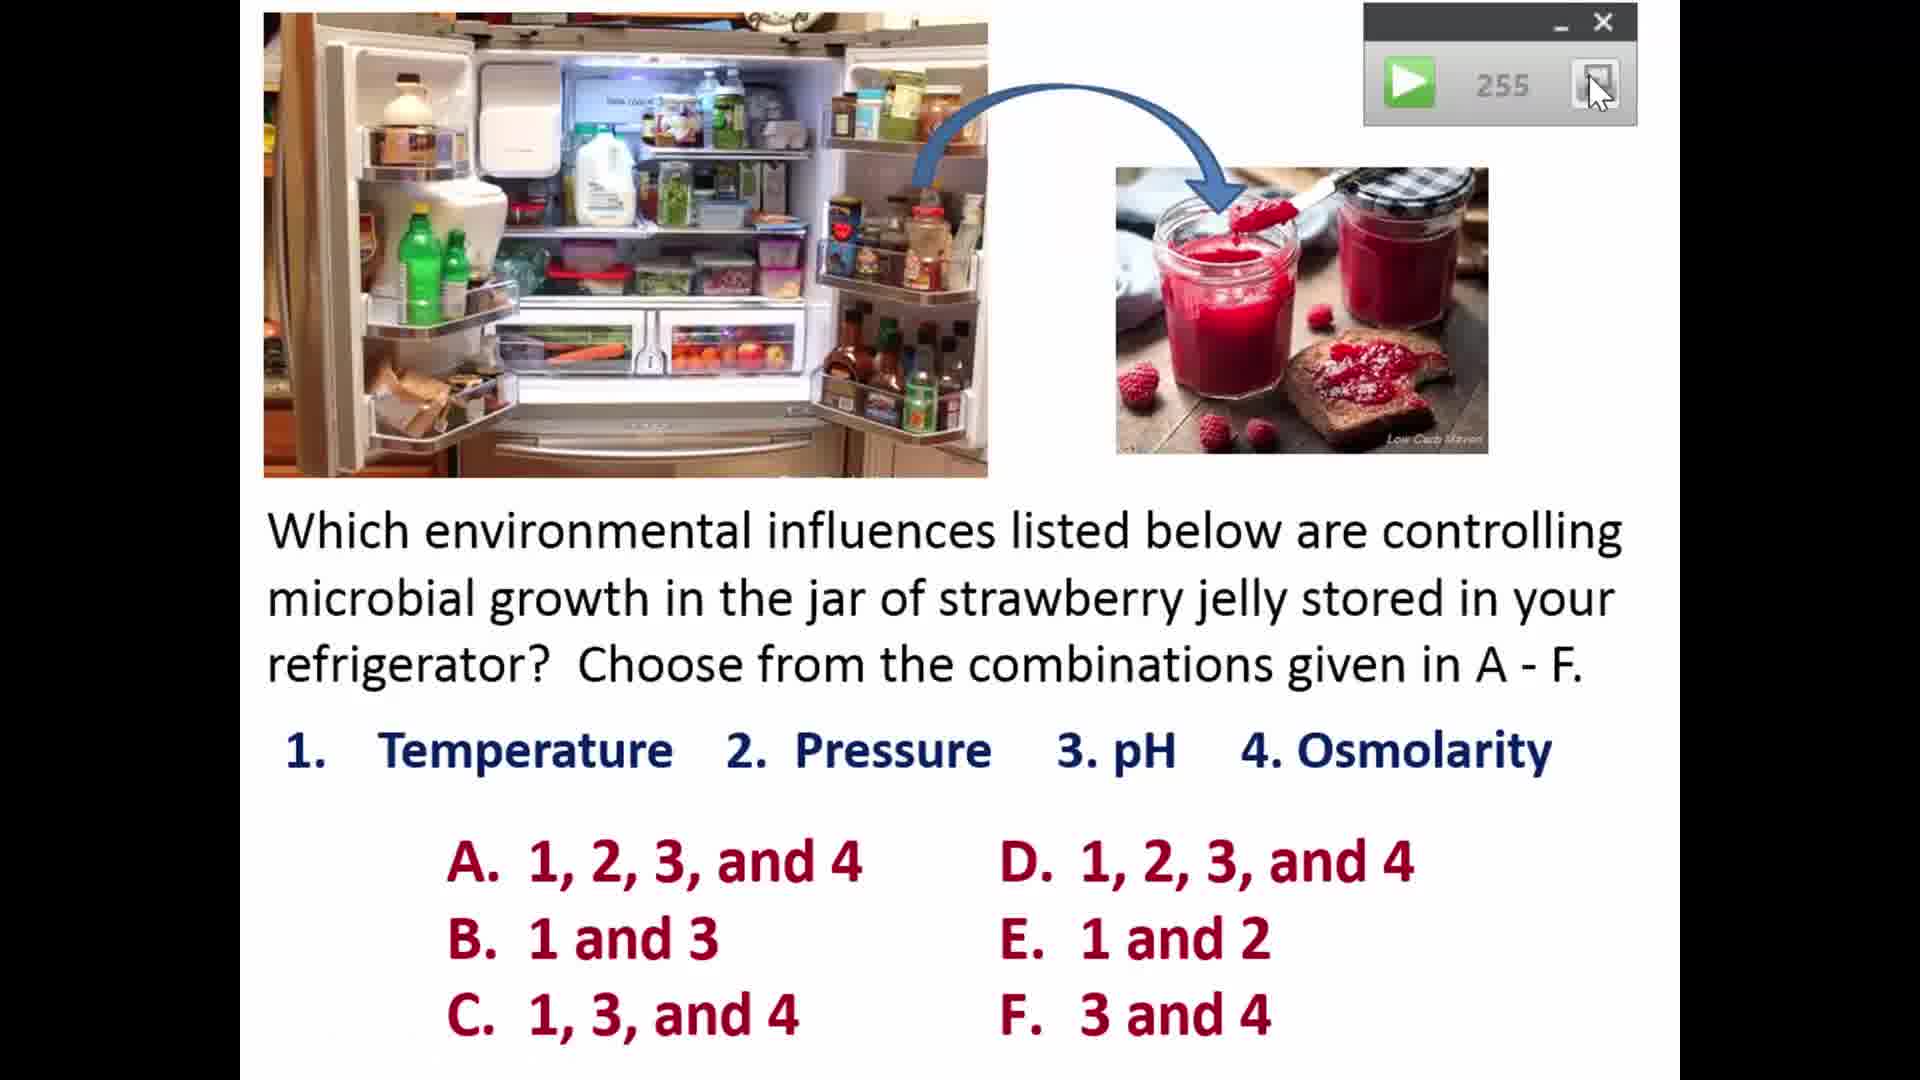 255
Low Carb Maven
Which environmental influences listed below are controlling
microbial growth in the jar of strawberry jelly stored in your
refrigerator? Choose from the combinations given in A - F.
1. Temperature 2. Pressure 3. pH 4. Osmolarity
A. 1, 2, 3, and 4 D. 1, 2, 3, and 4
B. 1 and 3 E. 1 and 2
C. 1, 3, and 4 F. 3 and 4